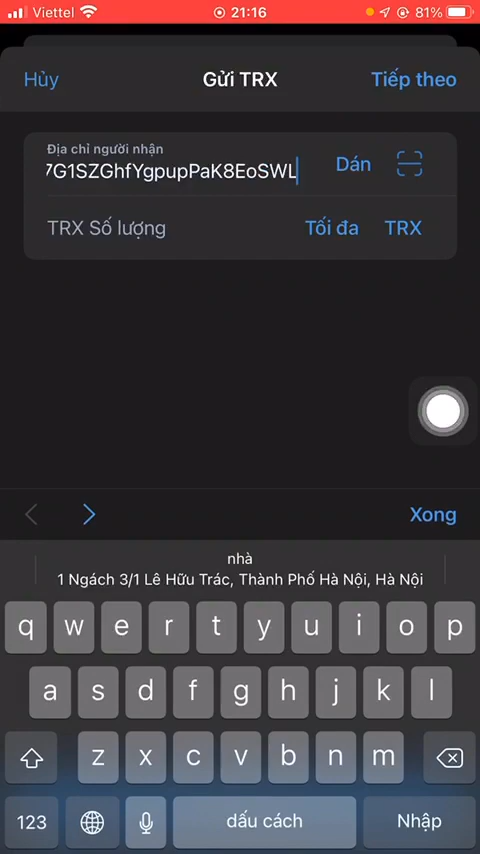 Viettel 21:16 81%
Hủy Gửi TRX Tiếp theo
Địa chỉ người nhận
7G1SZGhfYgpupPaK8EoSWL Dán
TRX Số lượng Tối đa TRX
Xong
nhà
1 Ngách 3/1 Lê Hữu Trác, Thành Phố Hà Nội, Hà Nội
q w e r t y u i o p
a s d f g h j k l
z x c v b n m
123 dấu cách Nhập